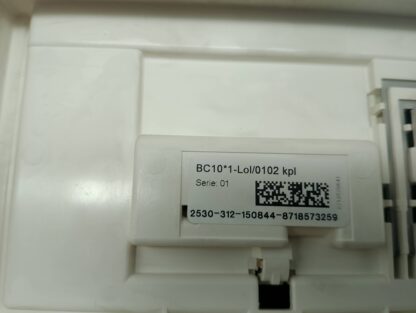 BC10*1-Lol/0102 kpl
Serie: 01
2530-312-150844-8718573259